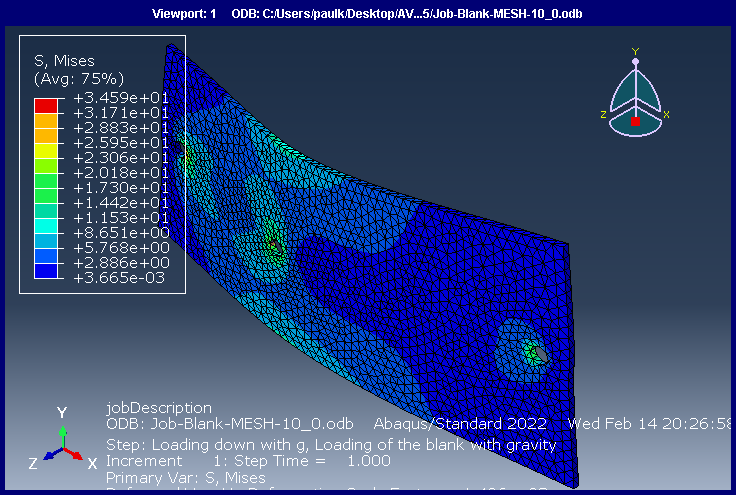 Viewport: 1 ODB: C:/Users/paulk/Desktop/AV...5/Job-Blank-MESH-10_0.odb
S, Mises
(Avg: 75%)
+3.459e+01
+3.171e+01
+2.883e+01
+2.595e+01
+2.306e+01
+2.018e+01
+1.730e+01
+1.442e+01
+1.153e+01
+8.651e+00
+5.768e+00
+2.886e+00
+3.665e-03
Y
Z
X
Y
Z
X
jobDescription
ODB: Job-Blank-MESH-10_0.odb Abaqus/Standard 2022 Wed Feb 14 20:26:58
Step: Loading down with g, Loading of the blank with gravity
Increment 1: Step Time = 1.000
Primary Var: S, Mises